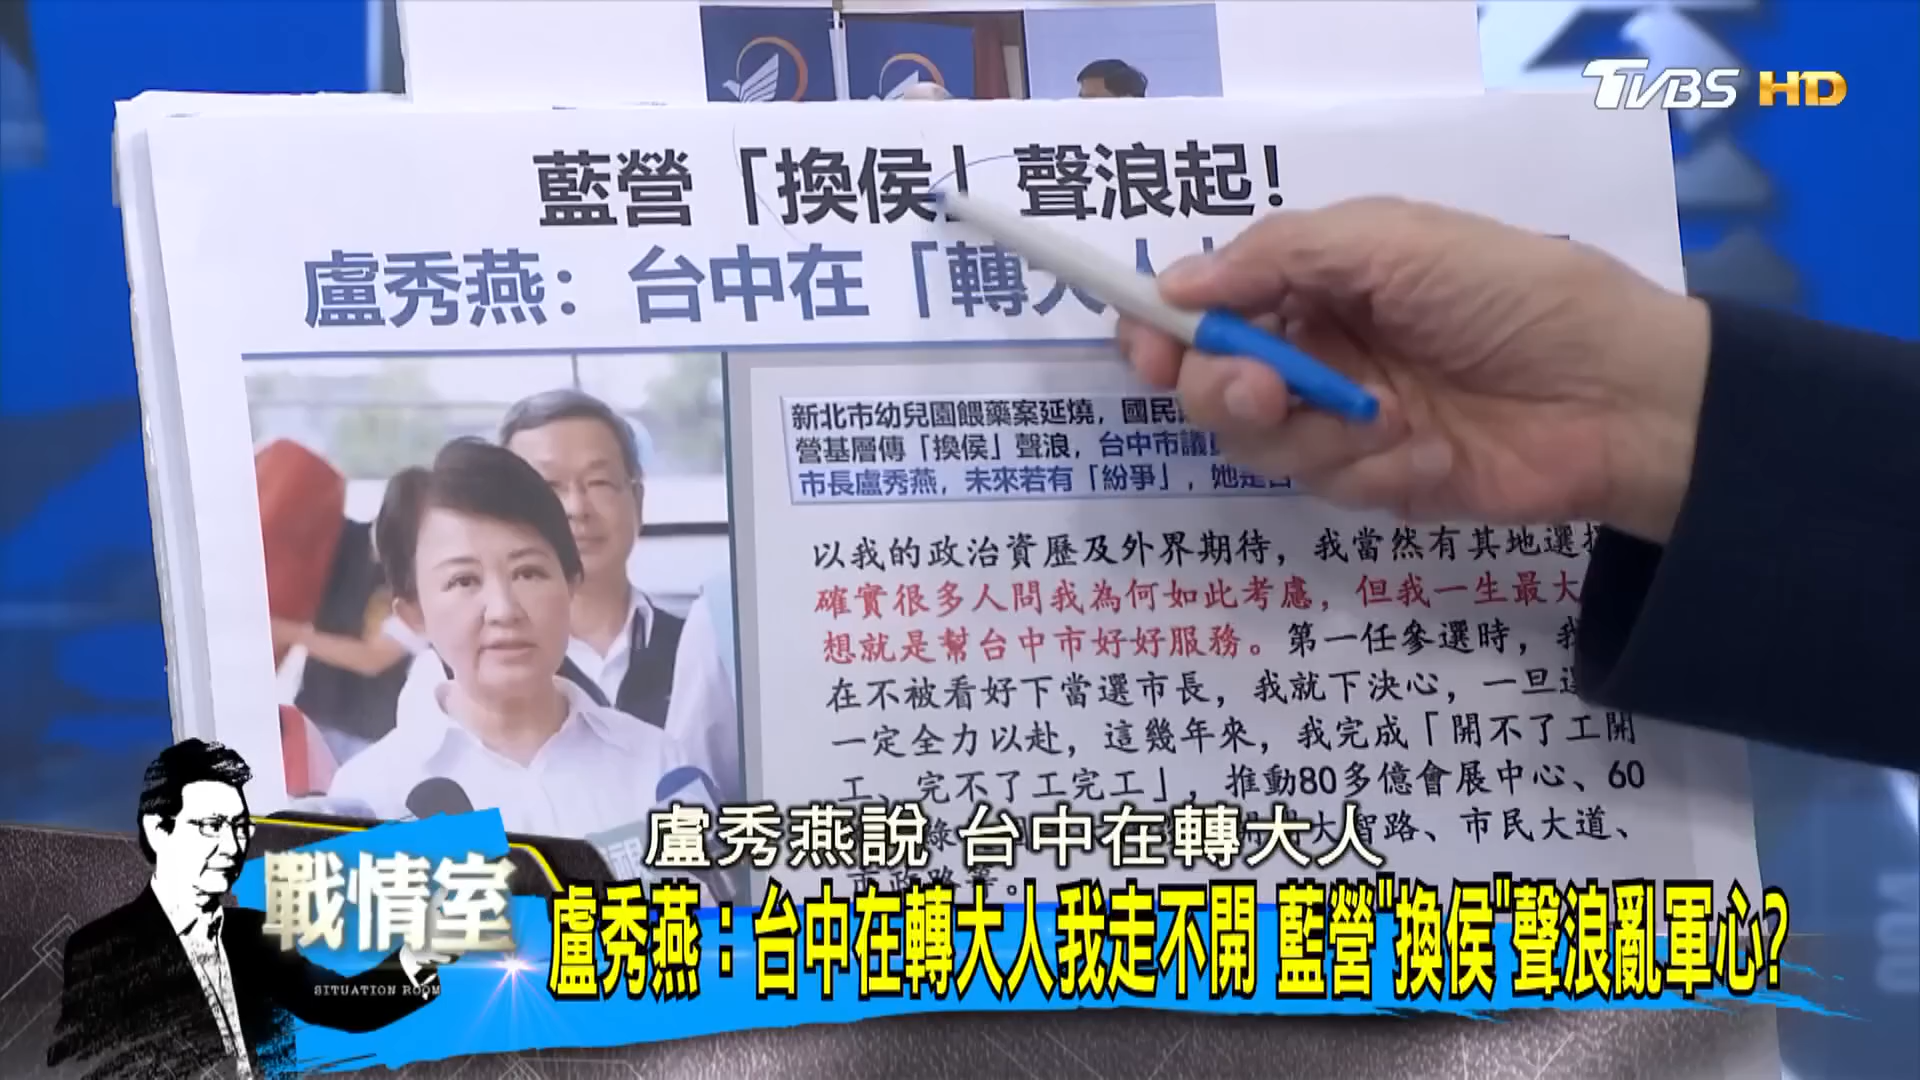 TVBS HD
藍營「換侯」聲浪起!
盧秀燕：台中在「轉大人
新北市幼兒園餵藥案延燒，國民
營基層傳「換侯」聲浪，台中市議
市長盧秀燕，未來若有「紛爭」，她是
以我的政治資歷及外界期待，我當然有其地選
確實很多人問我為何如此考慮，但我一生最大
想就是幫台中市好好服務。第一任參選時，我
在不被看好下當選市長，我就下決心，一旦
一定全力以赴，這幾年來，我完成「開不了工開
工、完不了工完工」，推動80多億會展中心、60
大智路、市民大道、
盧秀燕說 台中在轉大人
戰情室
SITUATION ROOM
盧秀燕：台中在轉大人我走不開 藍營"換侯"聲浪亂軍心?